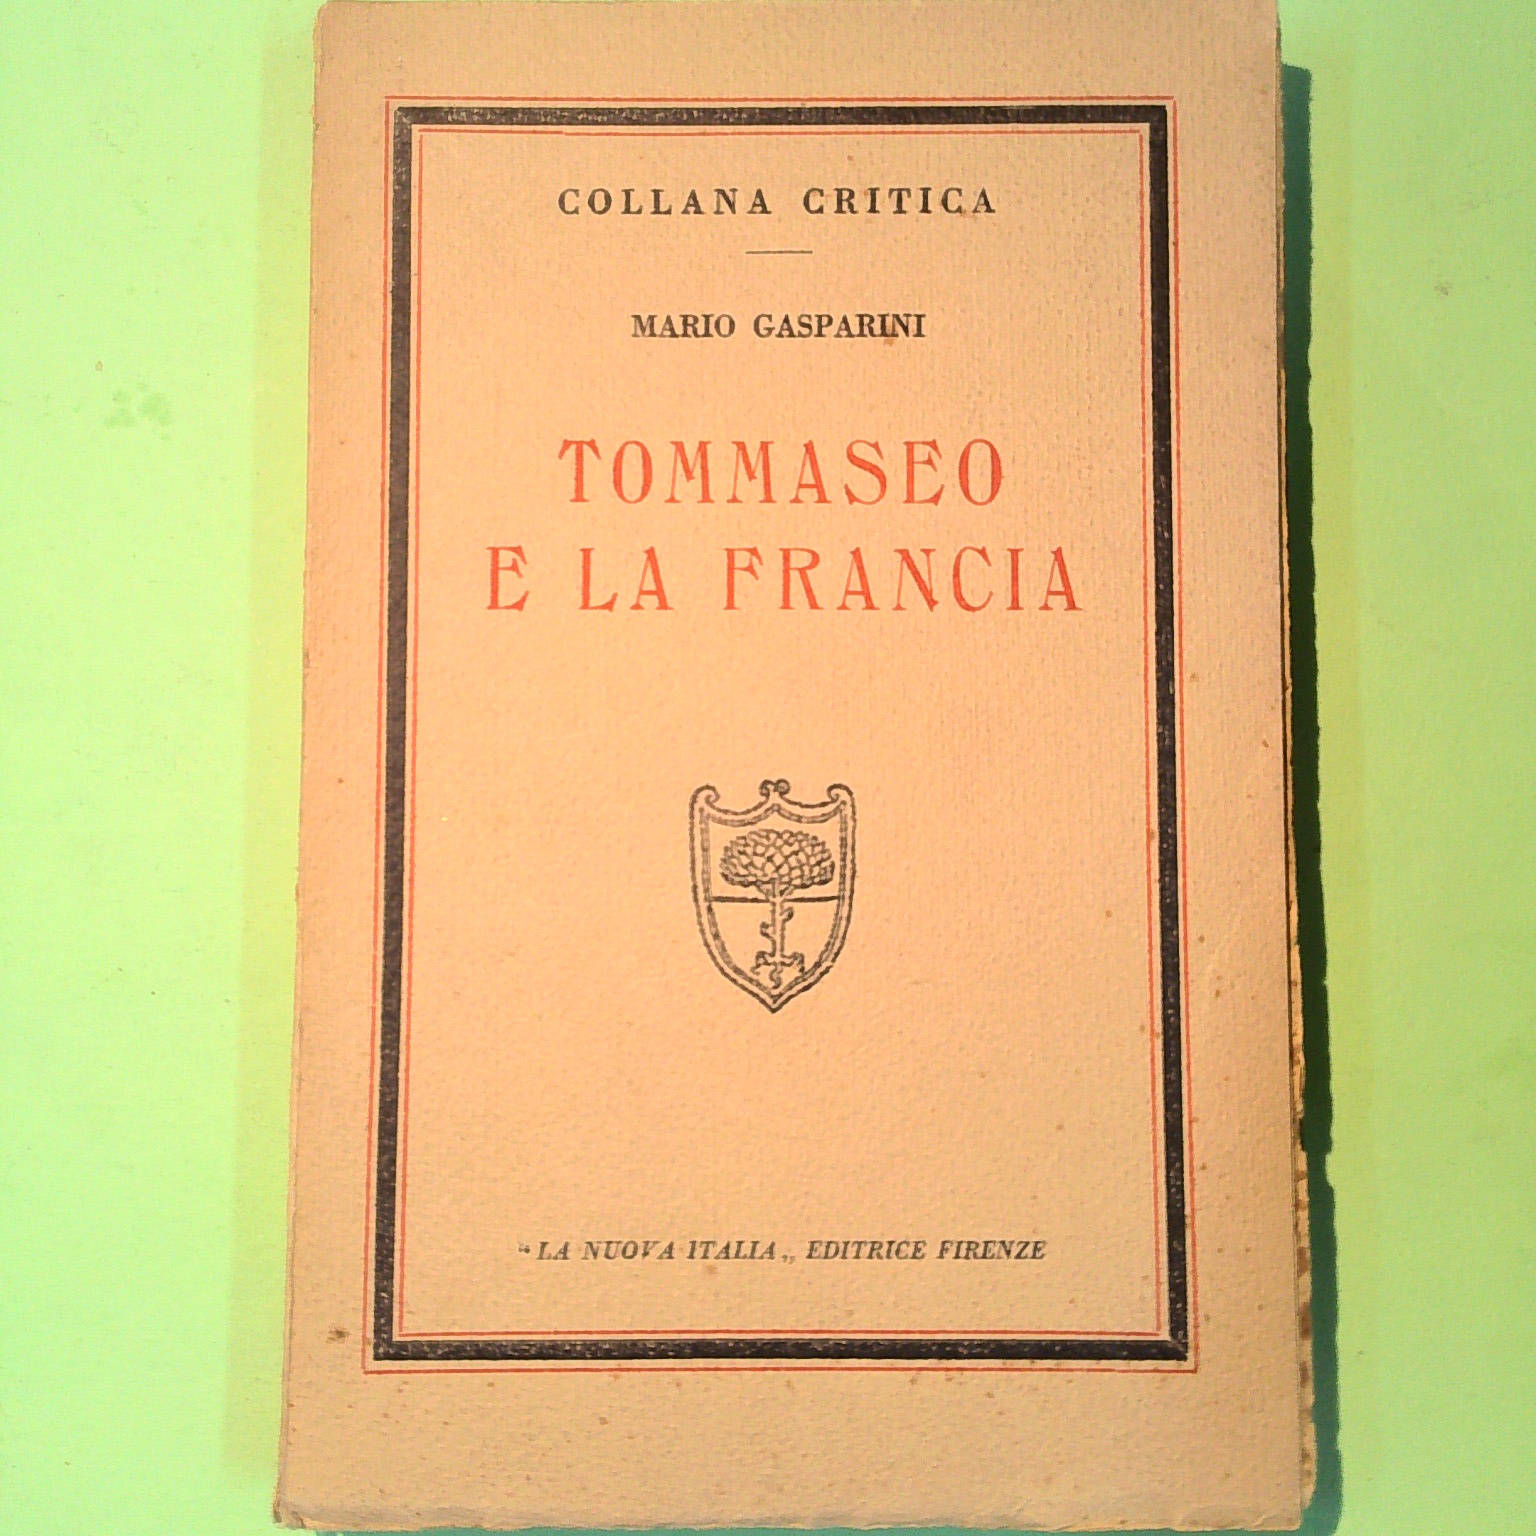 COLLANA CRITICA
MARIO GASPARINI
TOMMASEO
E LA FRANCIA
“ LA NUOVA ITALIA „ EDITRICE FIRENZE